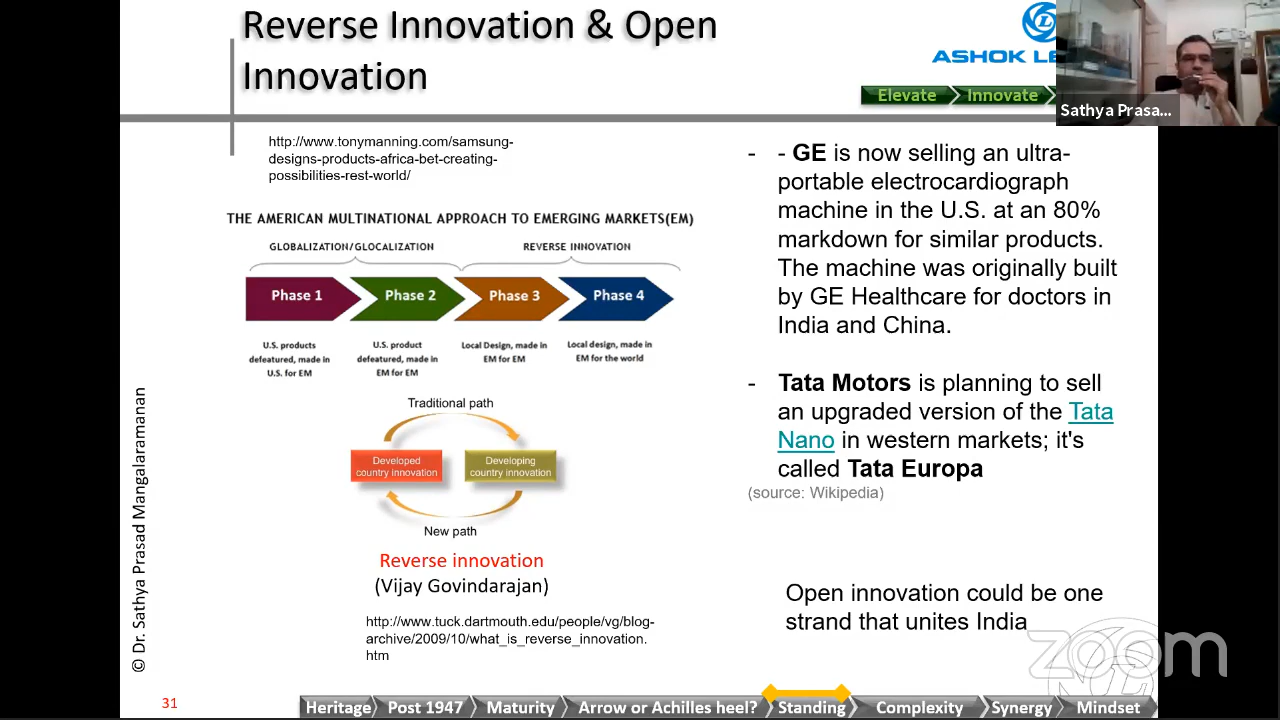 Reverse Innovation & Open
Innovation
ASHOK LE
Elevate
Innovate
Sathya Prasa...
http://www.tonymanning.com/samsung-
designs-products-africa-bet-creating-
possibilities-rest-world/
THE AMERICAN MULTINATIONAL APPROACH TO EMERGING MARKETS(EM)
GLOBALIZATION/GLOCALIZATION
REVERSE INNOVATION
Phase 1
Phase 2
Phase 3
Phase 4
U.S. products
defeatured, made in
U.S. for EM
U.S. product
defeatured, made in
EM for EM
Local Design, made in
EM for EM
Local design, made in
EM for the world
Traditional path
Developed
country innovation
Developing
country innovation
New path
Reverse innovation
(Vijay Govindarajan)
http://www.tuck.dartmouth.edu/people/vg/blog-
archive/2009/10/what_is_reverse_innovation.
htm
- - GE is now selling an ultra-
portable electrocardiograph
machine in the U.S. at an 80%
markdown for similar products.
The machine was originally built
by GE Healthcare for doctors in
India and China.
- Tata Motors is planning to sell
an upgraded version of the Tata
Nano in western markets; it's
called Tata Europa
(source: Wikipedia)
Open innovation could be one
strand that unites India
zoom
© Dr. Sathya Prasad Mangalaramanan
31
Heritage
Post 1947
Maturity
Arrow or Achilles heel?
Standing
Complexity
Synergy
Mindset